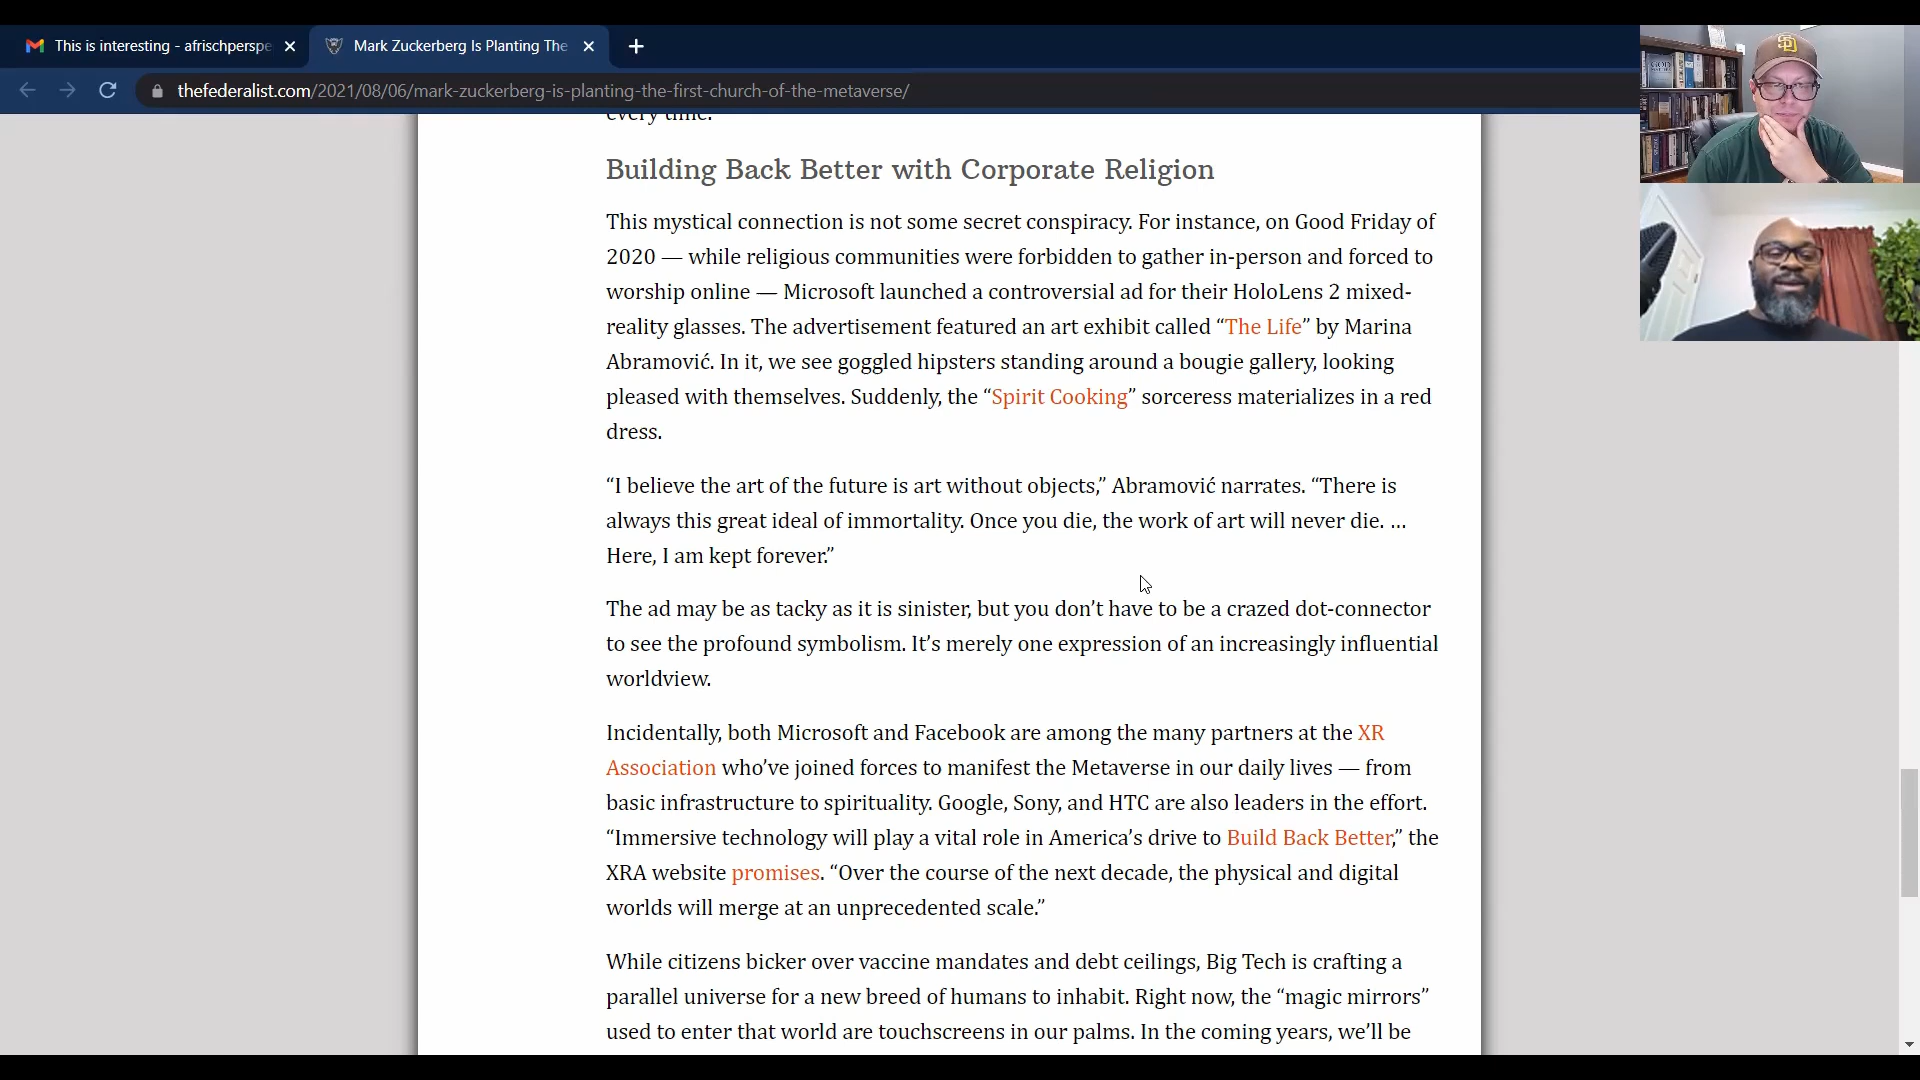 This is interesting - afrischperspe
Mark Zuckerberg Is Planting The
thefederalist.com/2021/08/06/mark-zuckerberg-is-planting-the-first-church-of-the-metaverse/
every time.
Building Back Better with Corporate Religion
This mystical connection is not some secret conspiracy. For instance, on Good Friday of
2020 — while religious communities were forbidden to gather in-person and forced to
worship online — Microsoft launched a controversial ad for their HoloLens 2 mixed-
reality glasses. The advertisement featured an art exhibit called “The Life” by Marina
Abramović. In it, we see goggled hipsters standing around a bougie gallery, looking
pleased with themselves. Suddenly, the “Spirit Cooking” sorceress materializes in a red
dress.
“I believe the art of the future is art without objects,” Abramović narrates. “There is
always this great ideal of immortality. Once you die, the work of art will never die. …
Here, I am kept forever.”
The ad may be as tacky as it is sinister, but you don’t have to be a crazed dot-connector
to see the profound symbolism. It’s merely one expression of an increasingly influential
worldview.
Incidentally, both Microsoft and Facebook are among the many partners at the XR
Association who’ve joined forces to manifest the Metaverse in our daily lives — from
basic infrastructure to spirituality. Google, Sony, and HTC are also leaders in the effort.
“Immersive technology will play a vital role in America’s drive to Build Back Better,” the
XRA website promises. “Over the course of the next decade, the physical and digital
worlds will merge at an unprecedented scale.”
While citizens bicker over vaccine mandates and debt ceilings, Big Tech is crafting a
parallel universe for a new breed of humans to inhabit. Right now, the “magic mirrors”
used to enter that world are touchscreens in our palms. In the coming years, we’ll be
SD